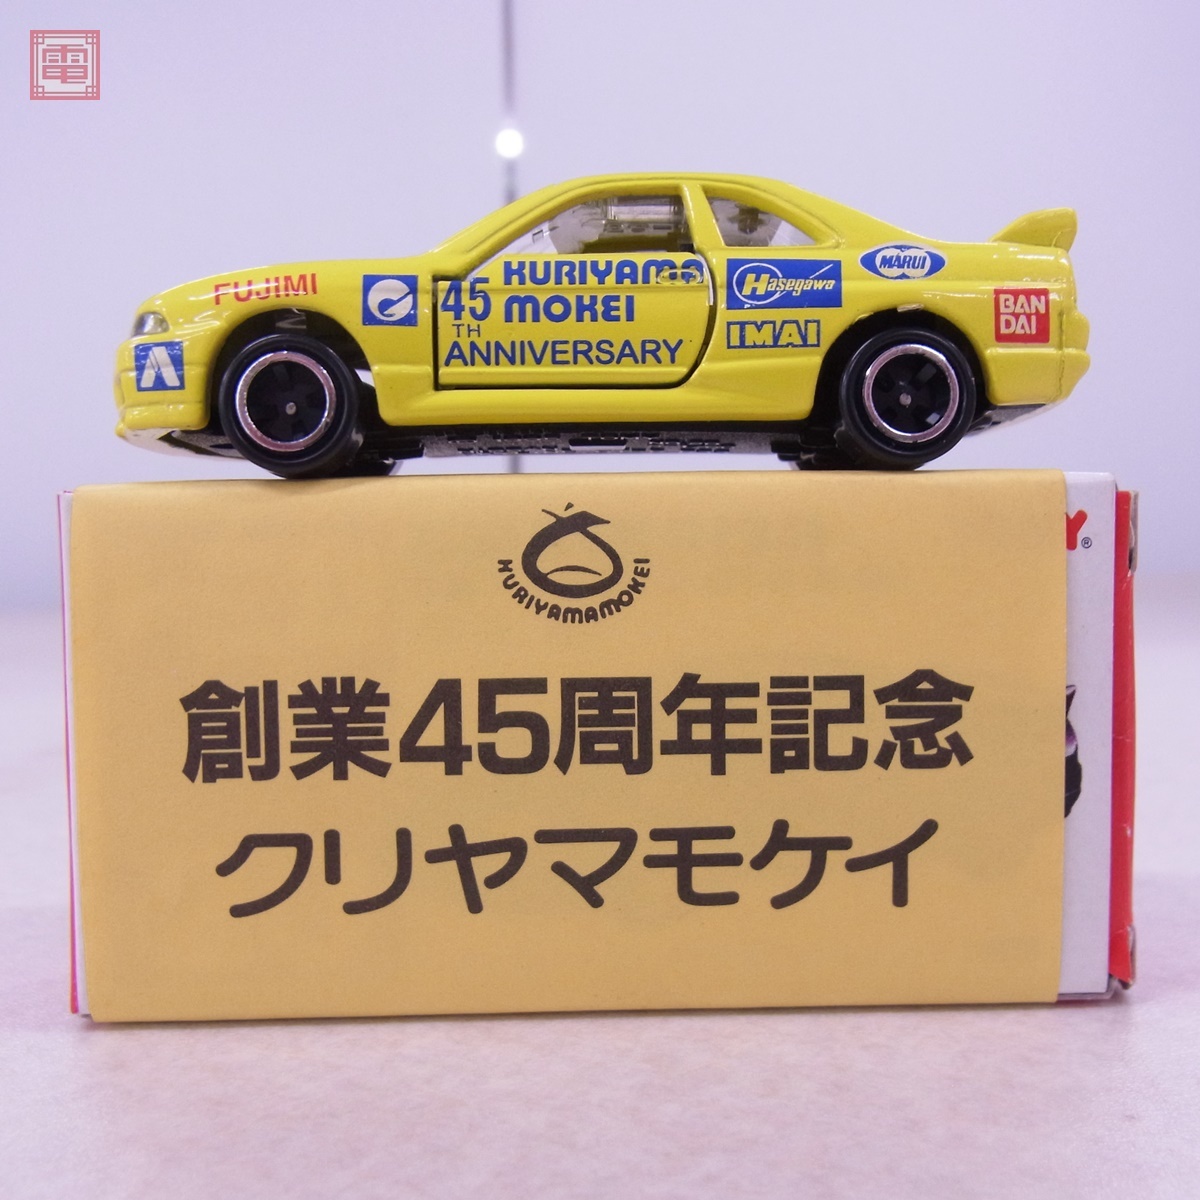 電
FUJIMI
45 KURIYAMA
TH MOKEI
ANNIVERSARY
Hasegawa
IMAI
MARUI
BAN
DAI
KURIYAMAMOKEI
創業45周年記念
クリヤマモケイ
Y®